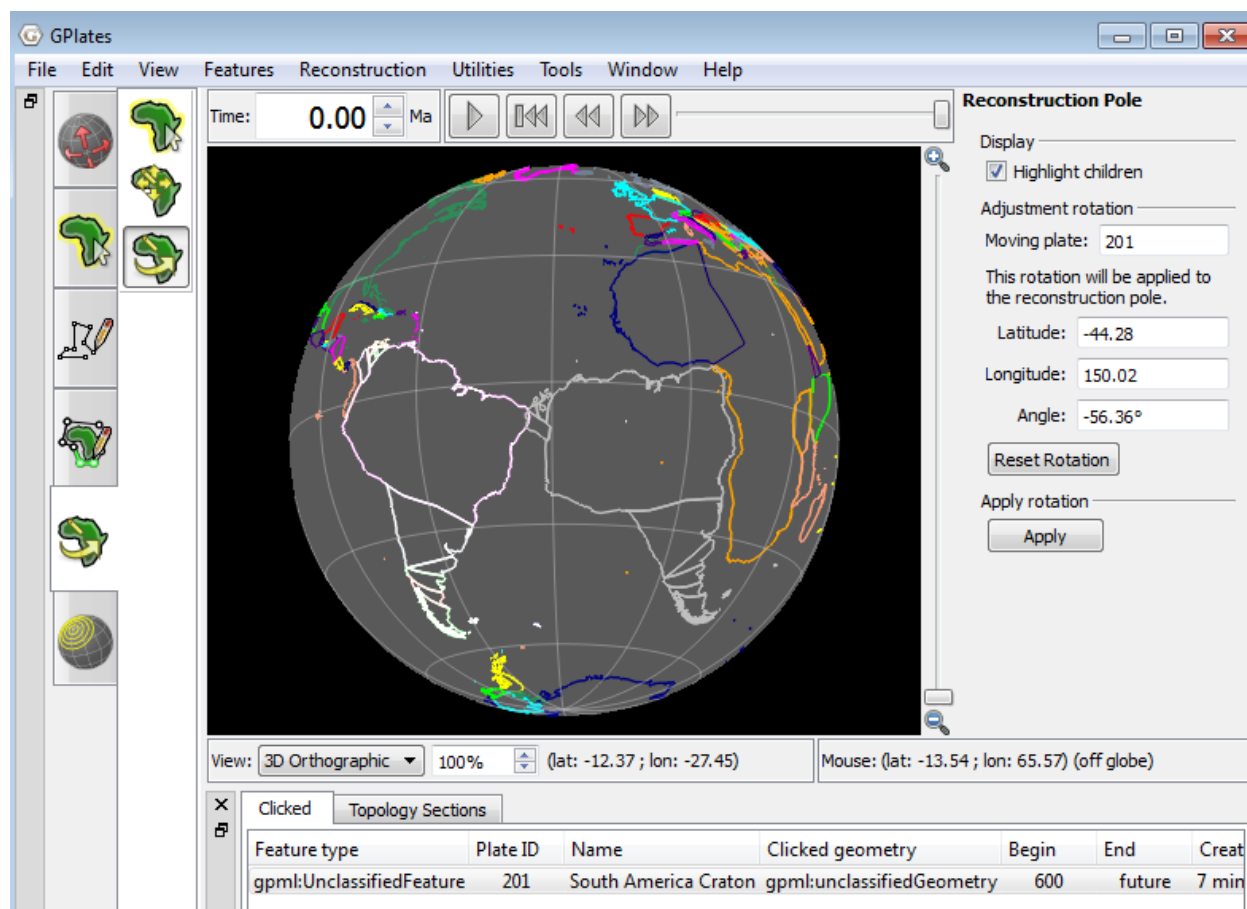 GPlates
File Edit View Features Reconstruction Utilities Tools Window Help
Time: 0.00 Ma
Reconstruction Pole
Display
Highlight children
Adjustment rotation
Moving plate: 201
This rotation will be applied to
the reconstruction pole.
Latitude: -44.28
Longitude: 150.02
Angle: -56.36°
Reset Rotation
Apply rotation
Apply
View: 3D Orthographic 100% (lat: -12.37 ; lon: -27.45) Mouse: (lat: -13.54 ; lon: 65.57) (off globe)
Clicked Topology Sections
Feature type Plate ID Name Clicked geometry Begin End Creat
gpml:UnclassifiedFeature 201 South America Craton gpml:unclassifiedGeometry 600 future 7 min